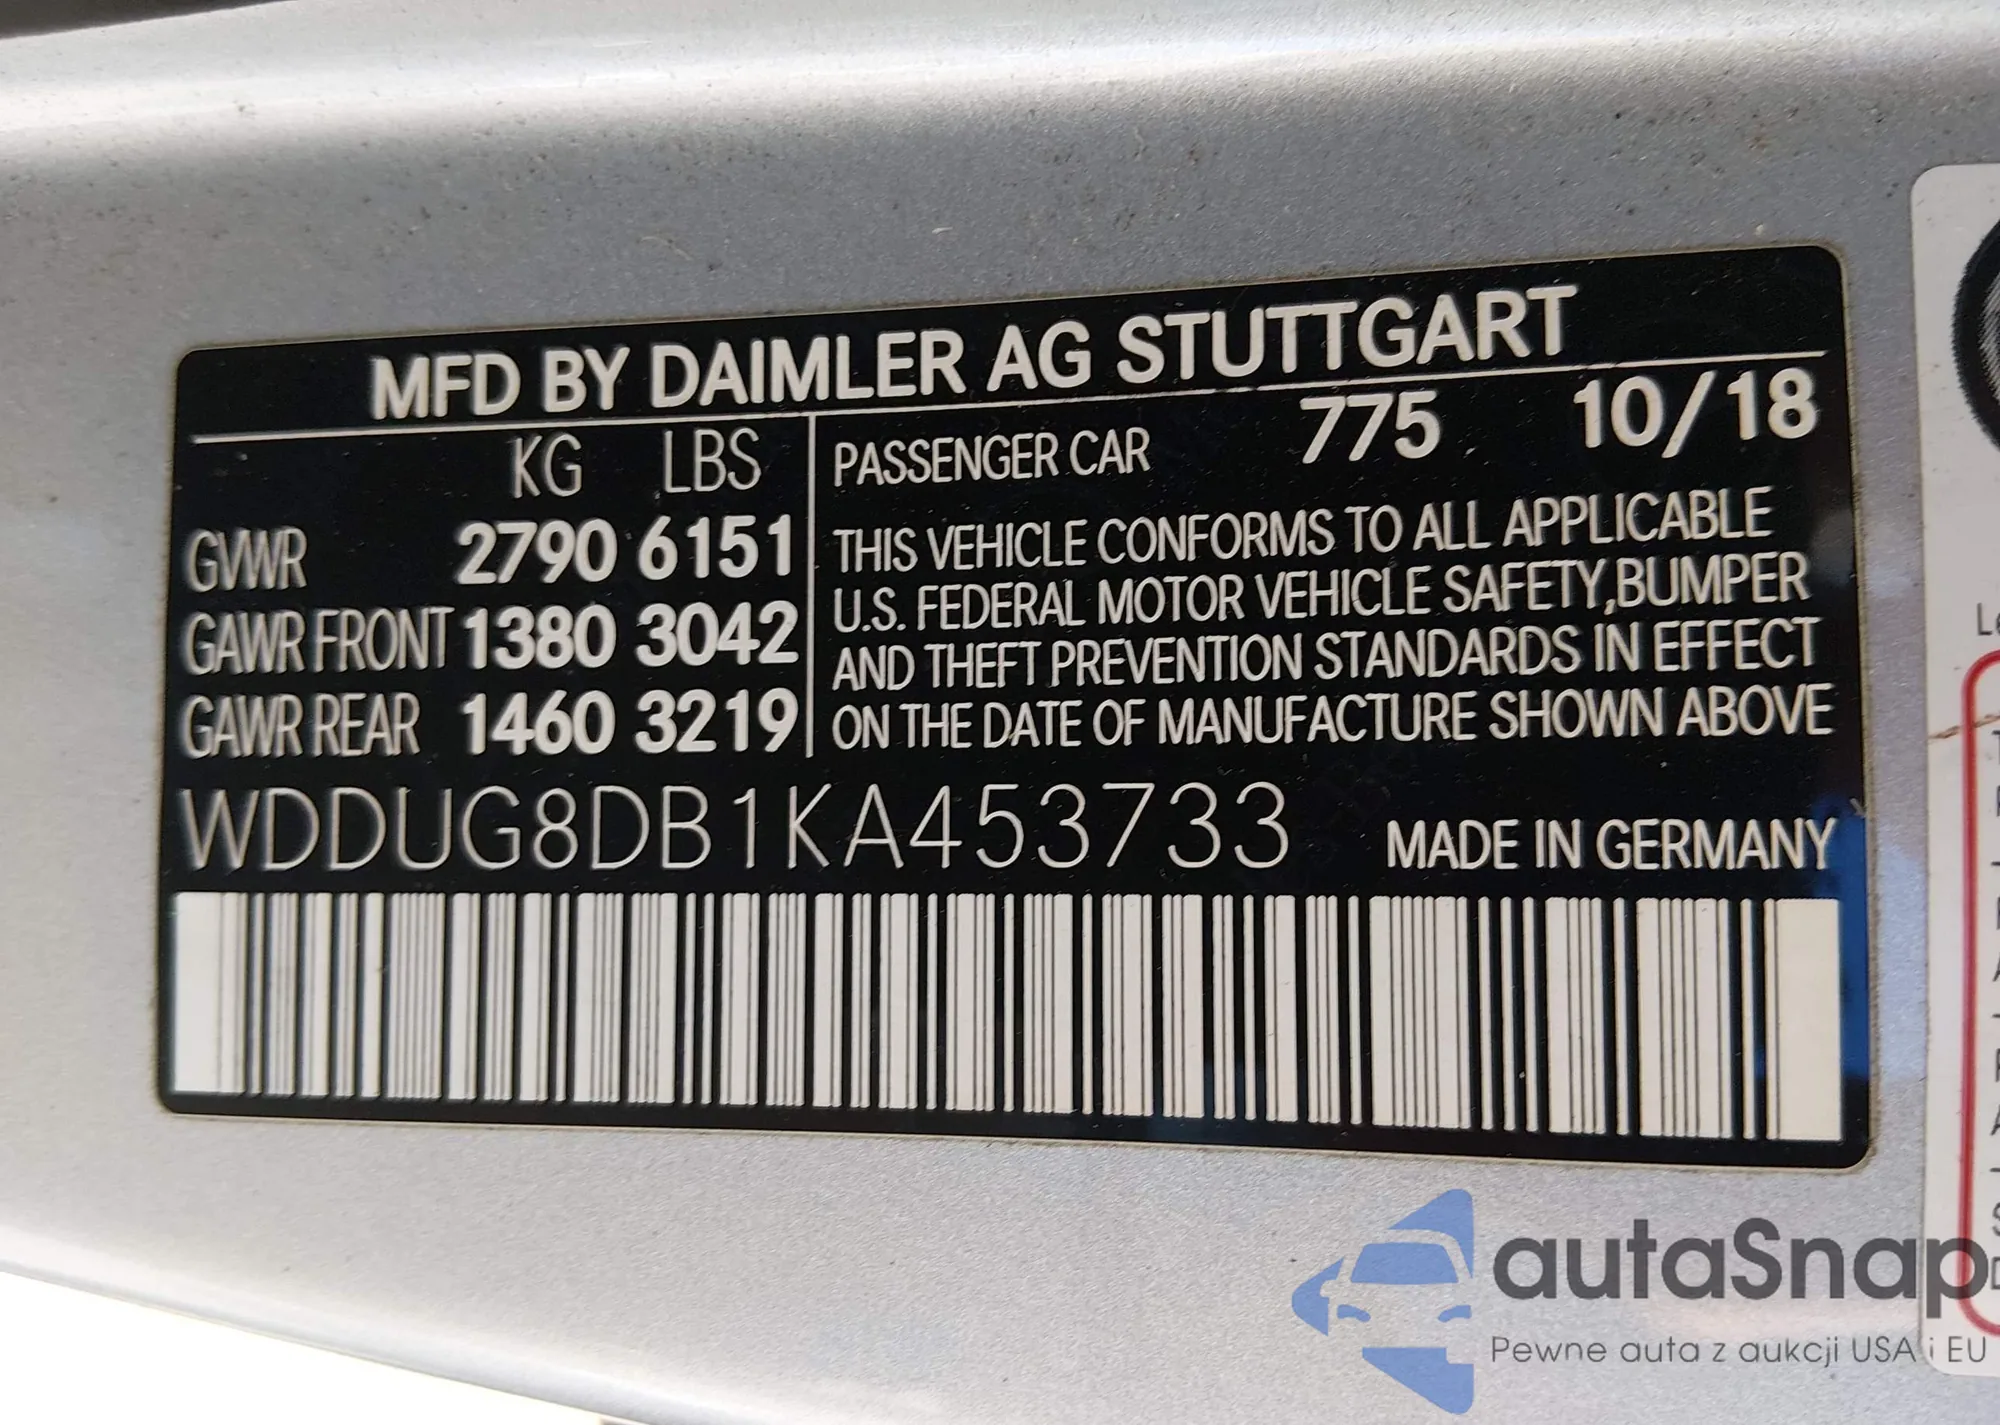 MFD BY DAIMLER AG STUTTGART
KG LBS
GVWR 2790 6151
GAWR FRONT 1380 3042
GAWR REAR 1460 3219
PASSENGER CAR 775 10/18
THIS VEHICLE CONFORMS TO ALL APPLICABLE
U.S. FEDERAL MOTOR VEHICLE SAFETY,BUMPER
AND THEFT PREVENTION STANDARDS IN EFFECT
ON THE DATE OF MANUFACTURE SHOWN ABOVE
WDDUG8DB1KA453733 MADE IN GERMANY
autaSnap
Pewne auta z aukcji USA i EU